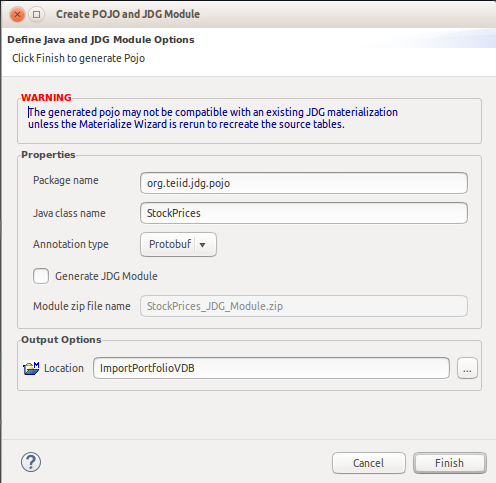 Create POJO and JDG Module
Define Java and JDG Module Options
Click Finish to generate Pojo
WARNING
The generated pojo may not be compatible with an existing JDG materialization
unless the Materialize Wizard is rerun to recreate the source tables.
Properties
Package name org.teiid.jdg.pojo
Java class name StockPrices
Annotation type Protobuf
Generate JDG Module
Module zip file name StockPrices_JDG_Module.zip
Output Options
Location ImportPortfolioVDB ...
? Cancel Finish